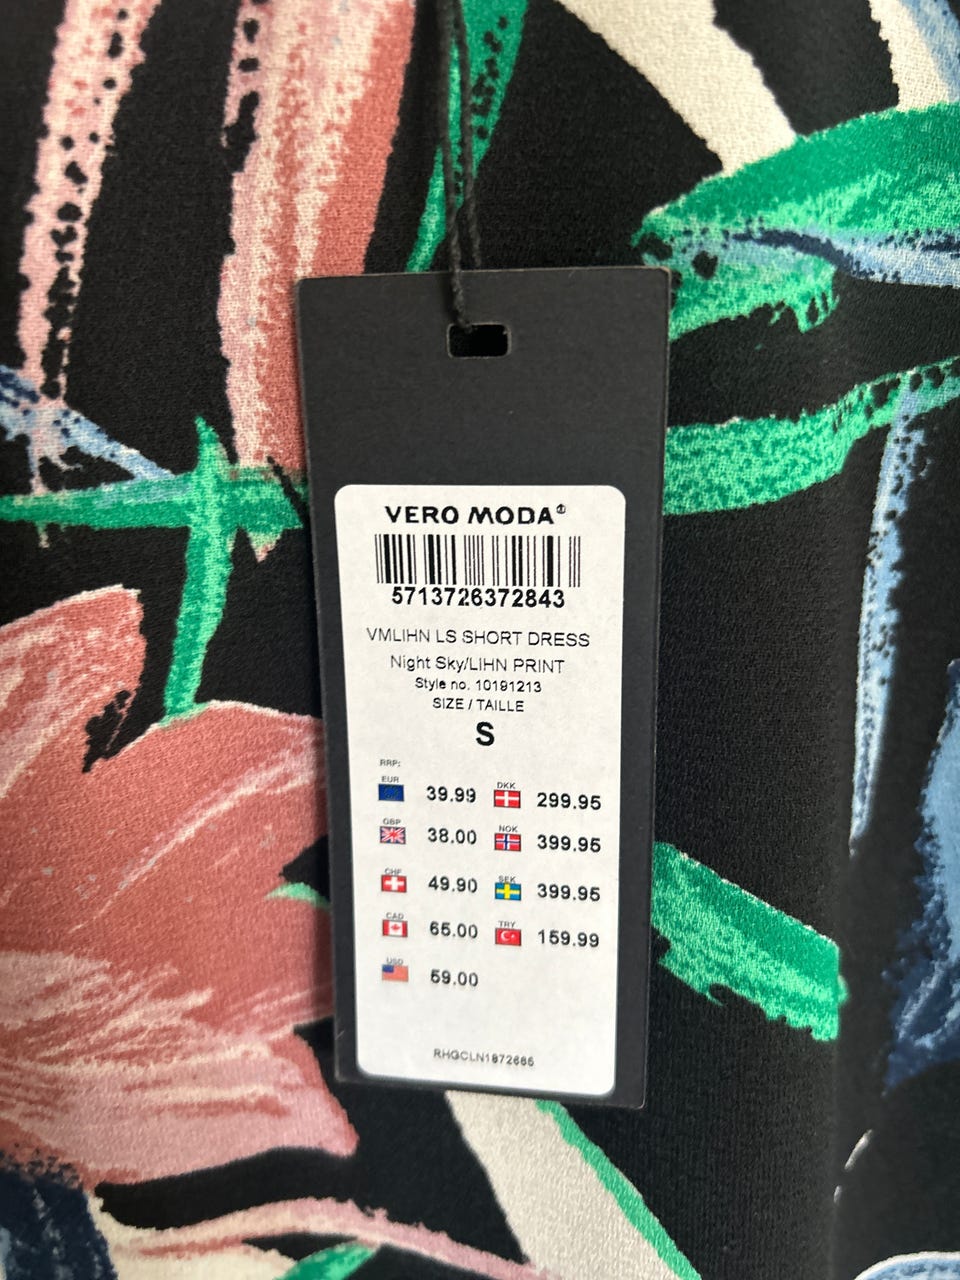 VERO MODA®
5713726372843
VMLIHN LS SHORT DRESS
Night Sky/LIHN PRINT
Style no. 10191213
SIZE / TAILLE
S
RRP:
EUR 39.99 DKK 299.95
GBP 38.00 NOK 399.95
CHF 49.90 SEK 399.95
CAD 65.00 TRY 159.99
USD 59.00
RHGCLN1872665